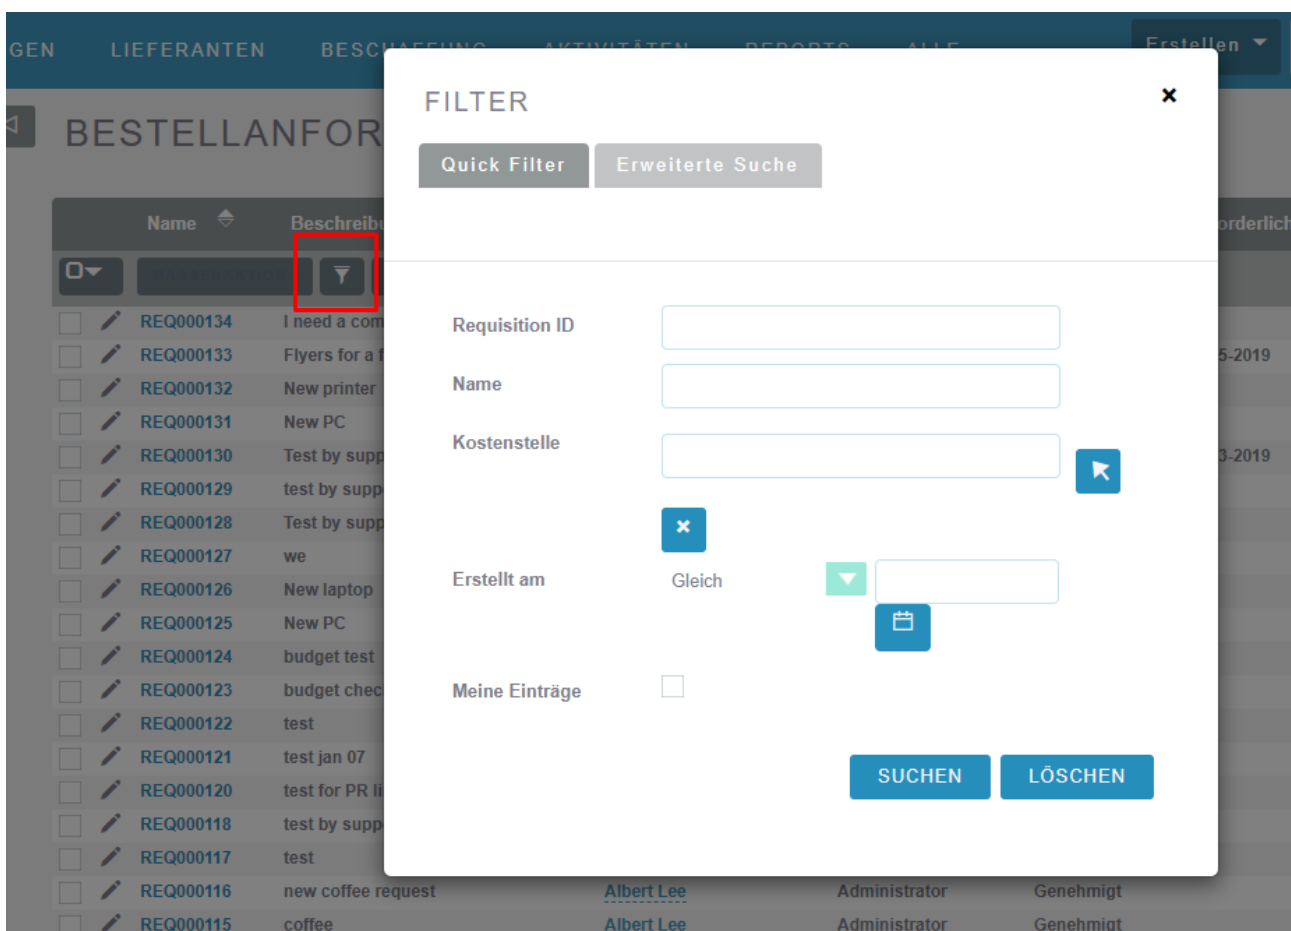 GEN LIEFERANTEN BESCHAFFUNG AKTIVITÄTEN REPORTS ALLE Erstellen
FILTER
BESTELLANFOR
Quick Filter Erweiterte Suche
Name Beschreibu orderlich
Requisition ID
REQ000134 I need a com
REQ000133 Flyers for a f 5-2019
Name
REQ000132 New printer
REQ000131 New PC
Kostenstelle
REQ000130 Test by supp 3-2019
REQ000129 test by supp
REQ000128 Test by supp
REQ000127 we
Erstellt am Gleich
REQ000126 New laptop
REQ000125 New PC
REQ000124 budget test
REQ000123 budget chec
Meine Einträge
REQ000122 test
REQ000121 test jan 07
SUCHEN LÖSCHEN
REQ000120 test for PR li
REQ000118 test by supp
REQ000117 test
REQ000116 new coffee request Albert Lee Administrator Genehmigt
REQ000115 coffee Albert Lee Administrator Genehmigt